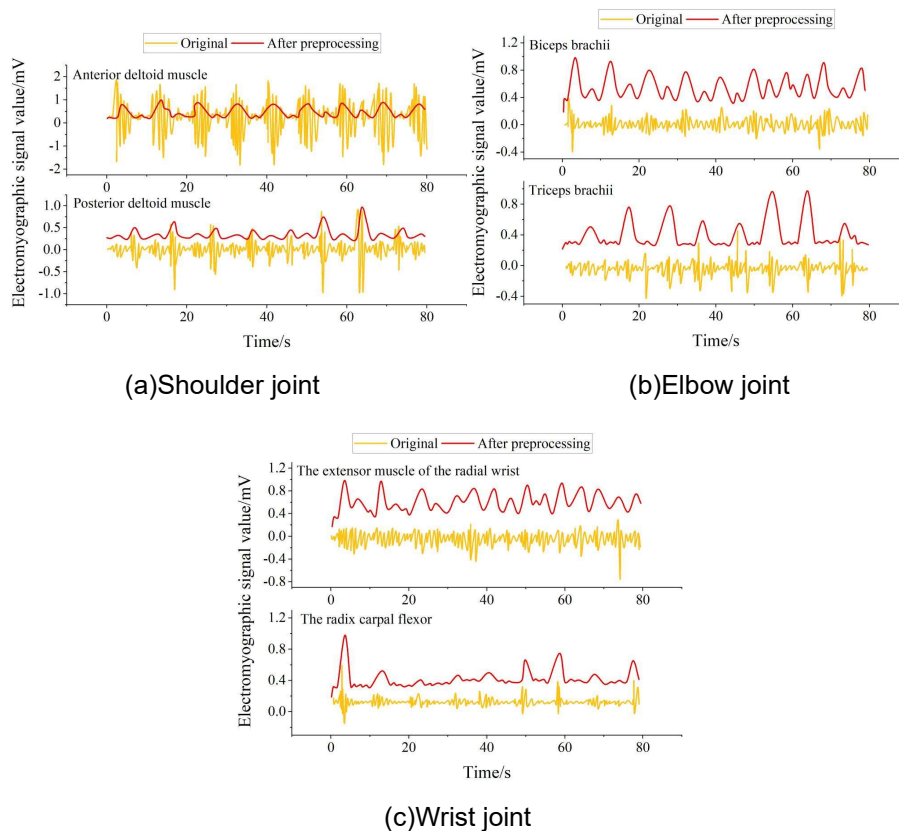 Original After preprocessing
Anterior deltoid muscle
Electromyographic signal value/mV
2
1
0
-1
-2
0 20 40 60 80
Posterior deltoid muscle
1.0
0.5
0.0
-0.5
-1.0
0 20 40 60 80
Time/s
(a)Shoulder joint
Original After preprocessing
Biceps brachii
Electromyographic signal value/mV
1.2
0.8
0.4
0.0
-0.4
0 20 40 60 80
Triceps brachii
1.2
0.8
0.4
0.0
-0.4
0 20 40 60 80
Time/s
(b)Elbow joint
Original After preprocessing
The extensor muscle of the radial wrist
Electromyographic signal value/mV
1.2
0.8
0.4
0.0
-0.4
-0.8
0 20 40 60 80
The radix carpal flexor
1.2
0.8
0.4
0.0
0 20 40 60 80
Time/s
(c)Wrist joint